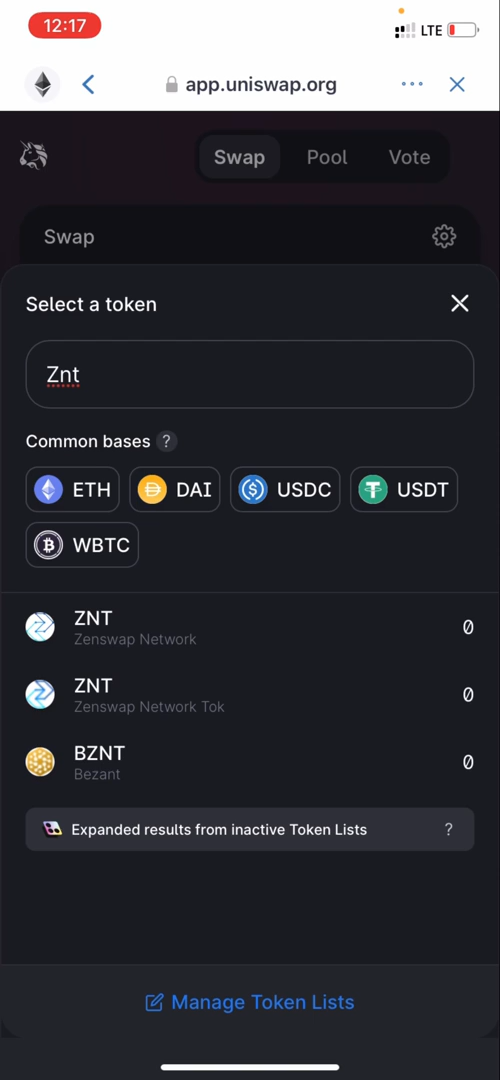 12:17
LTE
app.uniswap.org
Swap Pool Vote
Swap
Select a token
Znt
Common bases ?
ETH DAI USDC USDT
WBTC
ZNT 0
Zenswap Network
ZNT 0
Zenswap Network Tok
BZNT 0
Bezant
Expanded results from inactive Token Lists ?
Manage Token Lists